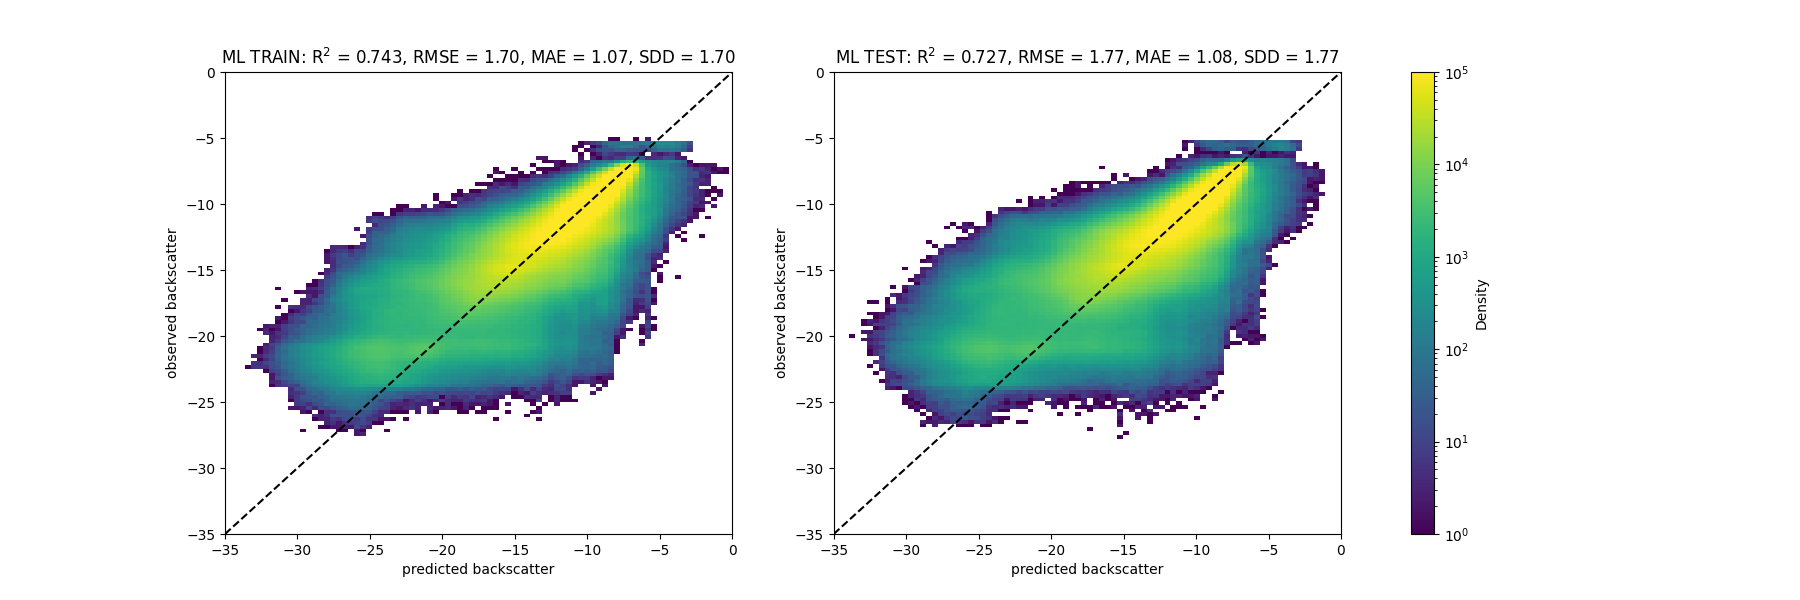 ML TRAIN: R² = 0.743, RMSE = 1.70, MAE = 1.07, SDD = 1.70
0
−5
−10
−15
−20
−25
−30
−35
observed backscatter
−35 −30 −25 −20 −15 −10 −5 0
predicted backscatter
ML TEST: R² = 0.727, RMSE = 1.77, MAE = 1.08, SDD = 1.77
0
−5
−10
−15
−20
−25
−30
−35
observed backscatter
−35 −30 −25 −20 −15 −10 −5 0
predicted backscatter
10⁵
10⁴
10³
10²
10¹
10⁰
Density